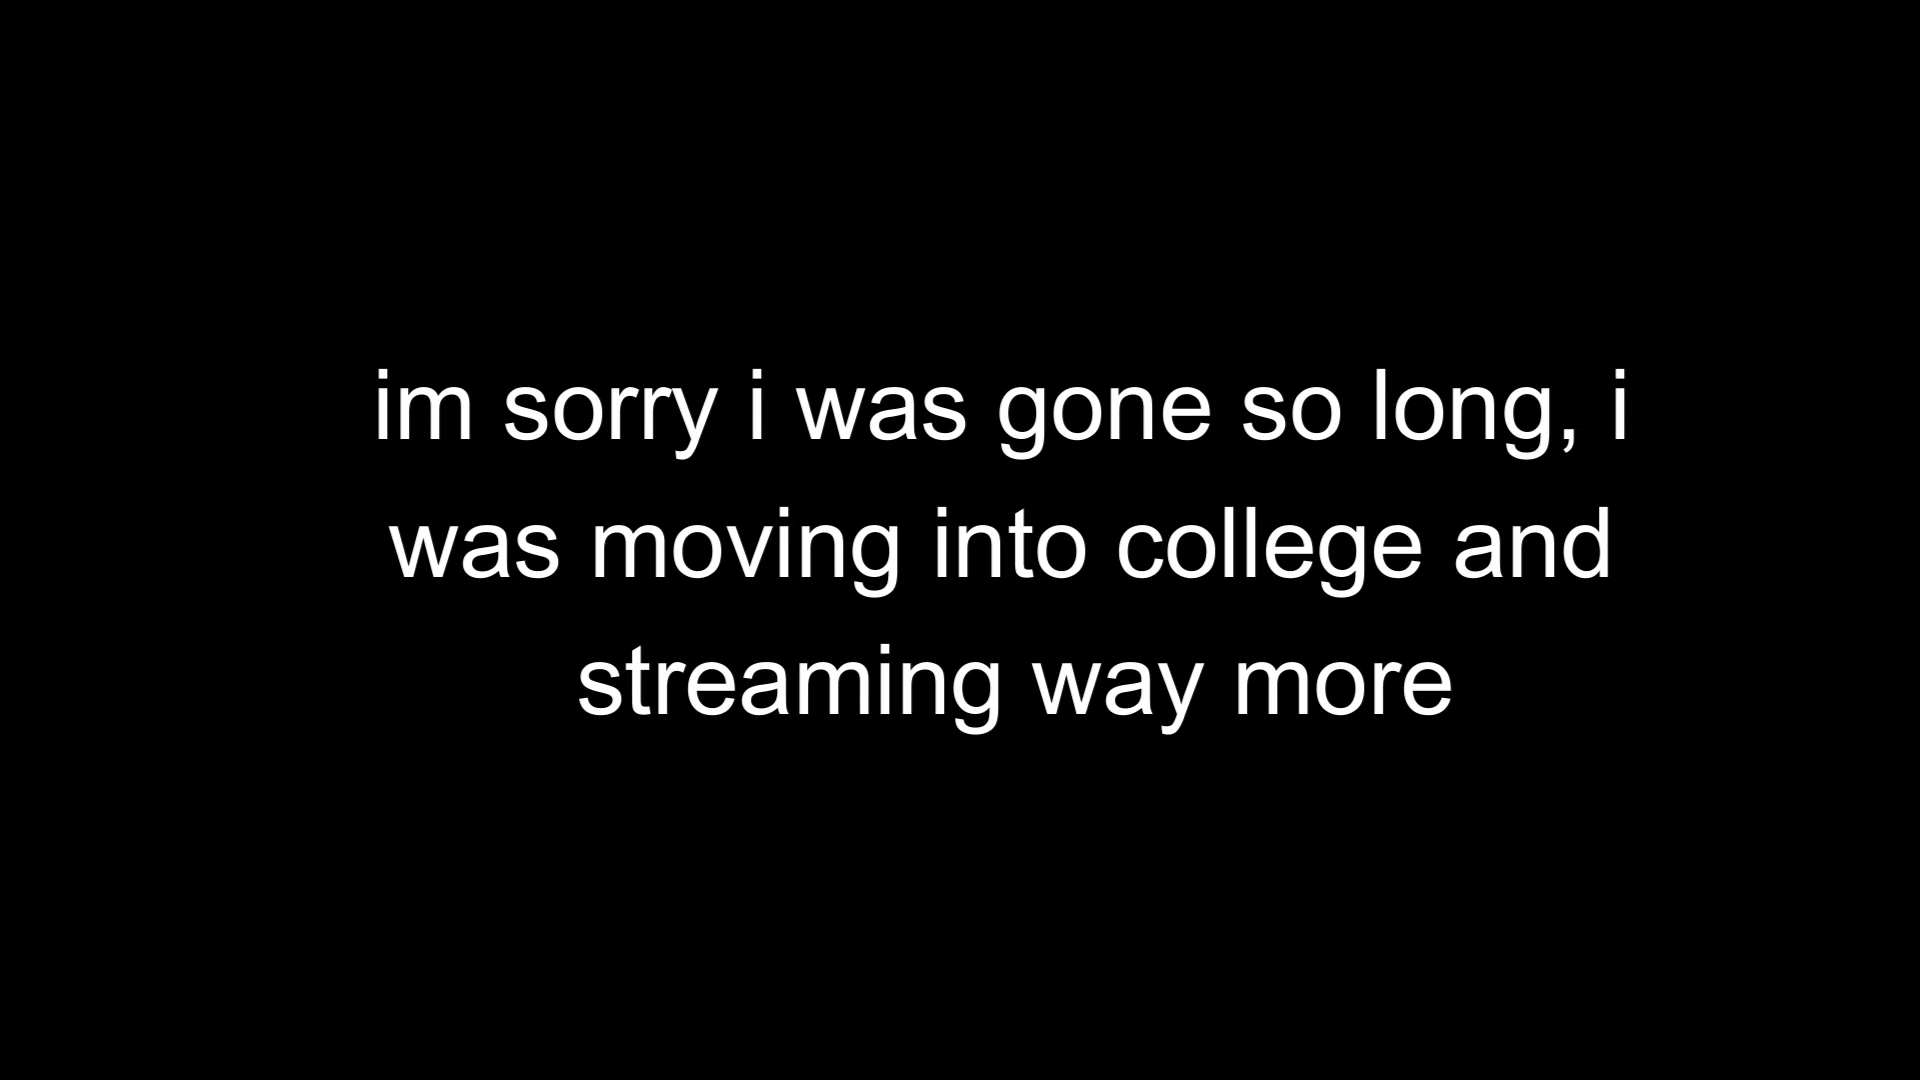 im sorry i was gone so long, i
was moving into college and
streaming way more